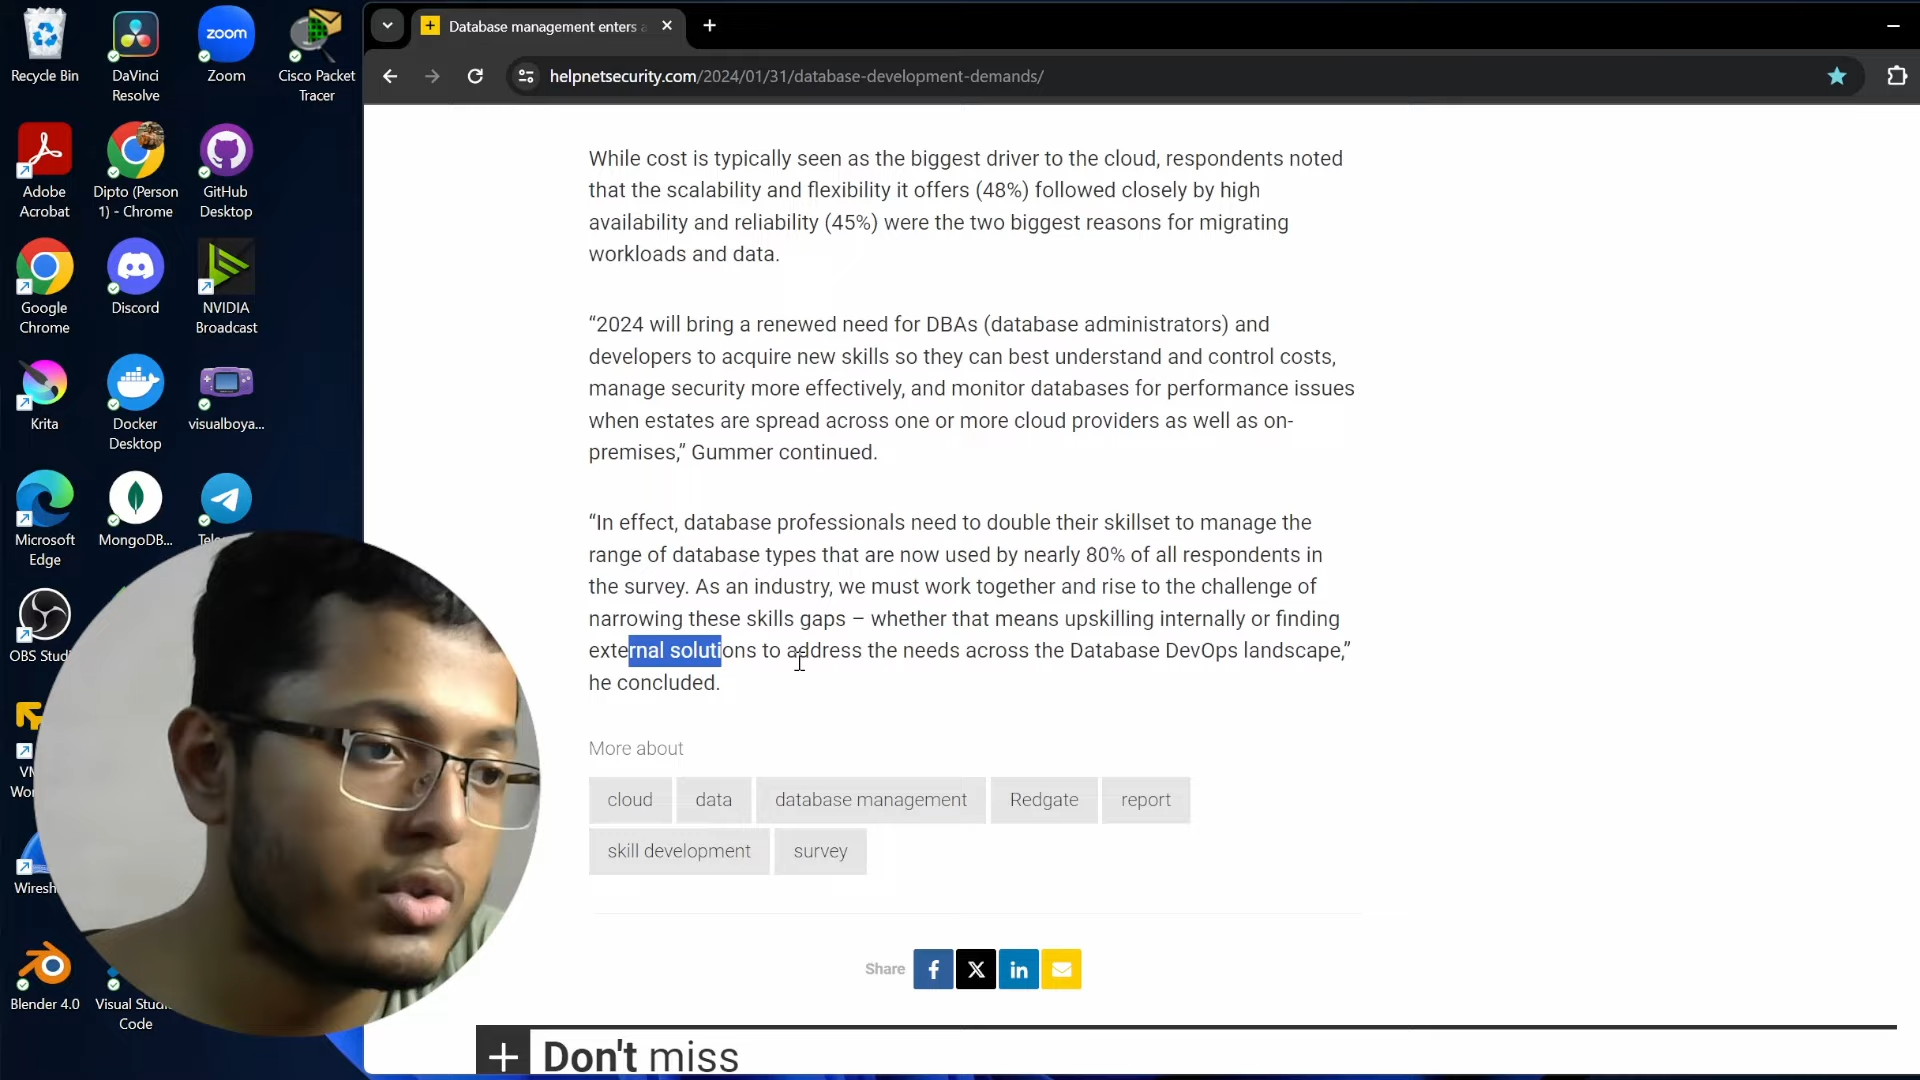 Recycle Bin
DaVinci
Resolve
zoom
Zoom
Cisco Packet
Tracer
Adobe
Acrobat
Dipto (Person
1) - Chrome
GitHub
Desktop
Google
Chrome
Discord
NVIDIA
Broadcast
Krita
Docker
Desktop
visualboya...
Microsoft
Edge
MongoDB...
OBS Stud
Wiresh
Blender 4.0
Visual Studi
Code
Database management enters a
helpnetsecurity.com/2024/01/31/database-development-demands/
While cost is typically seen as the biggest driver to the cloud, respondents noted
that the scalability and flexibility it offers (48%) followed closely by high
availability and reliability (45%) were the two biggest reasons for migrating
workloads and data.
“2024 will bring a renewed need for DBAs (database administrators) and
developers to acquire new skills so they can best understand and control costs,
manage security more effectively, and monitor databases for performance issues
when estates are spread across one or more cloud providers as well as on-
premises,” Gummer continued.
“In effect, database professionals need to double their skillset to manage the
range of database types that are now used by nearly 80% of all respondents in
the survey. As an industry, we must work together and rise to the challenge of
narrowing these skills gaps – whether that means upskilling internally or finding
external solutions to address the needs across the Database DevOps landscape,”
he concluded.
More about
cloud data database management Redgate report
skill development survey
Share
Don't miss